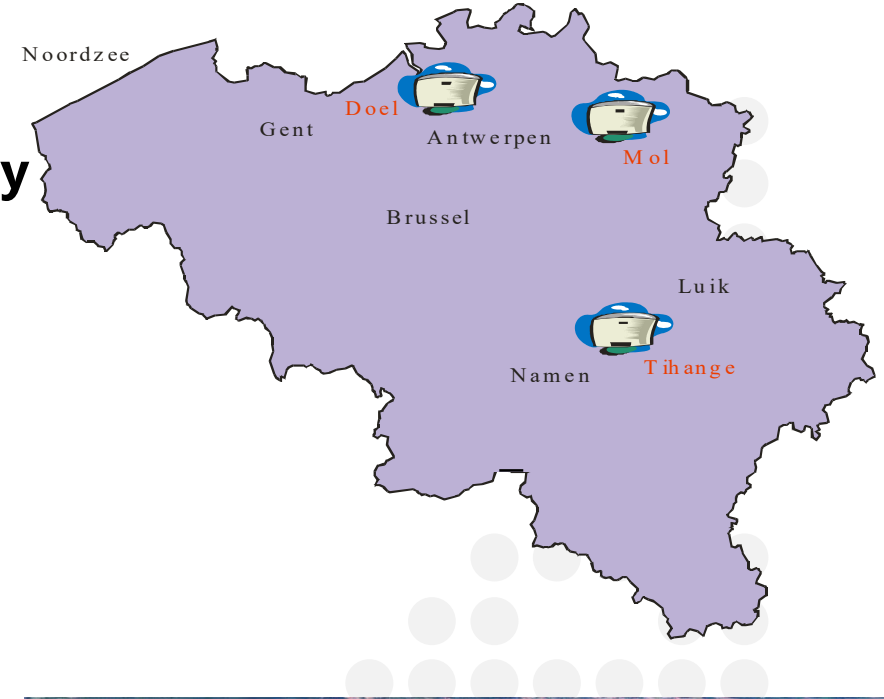 Noordzee
Doel
Gent
Antwerpen
Mol
y
Brussel
Luik
Tihange
Namen